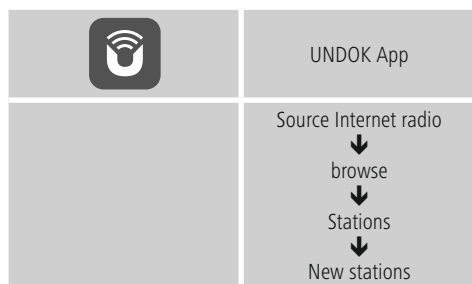 UNDOK App
Source Internet radio
🡻
browse
🡻
Stations
🡻
New stations